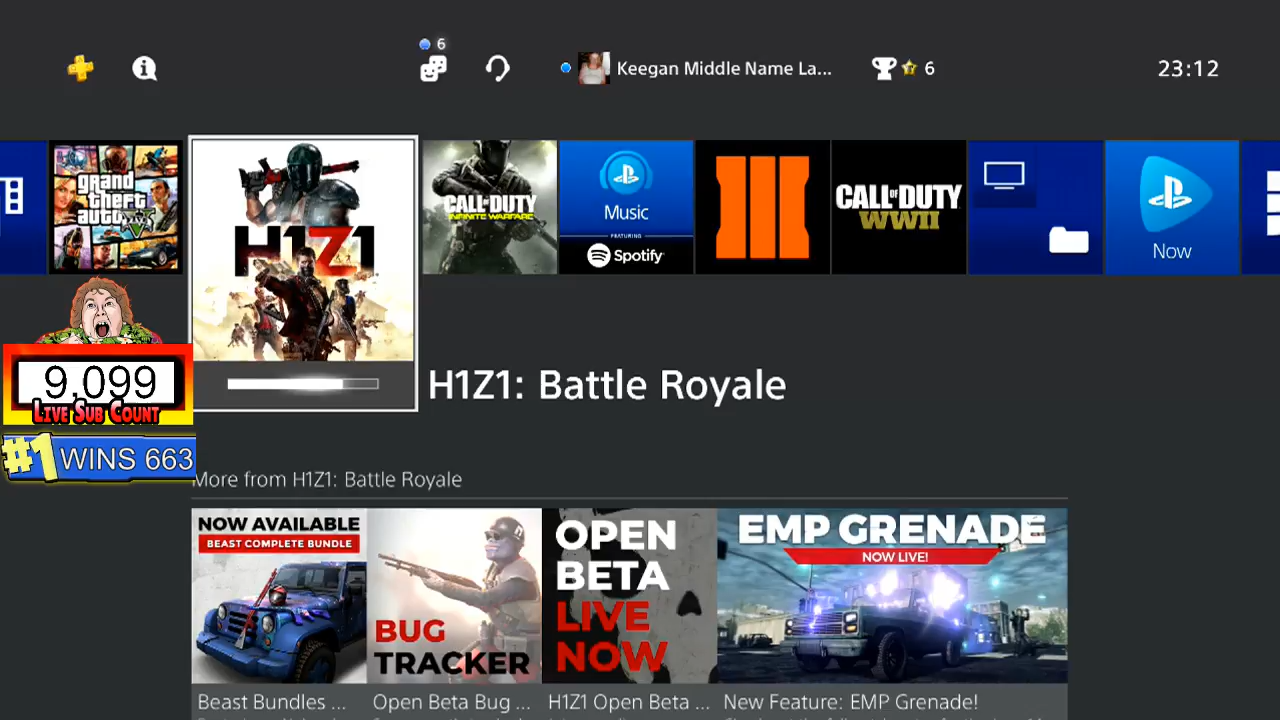 6
Keegan Middle Name La...
6
23:12
grand
theft
auto
V
H1Z1
CALL OF DUTY
INFINITE WARFARE
Music
FEATURING
Spotify
III
CALL OF DUTY
WWII
Now
9,099
LIVE SUB COUNT
#1 WINS 663
H1Z1: Battle Royale
More from H1Z1: Battle Royale
NOW AVAILABLE
BEAST COMPLETE BUNDLE
BUG
TRACKER
OPEN
BETA
LIVE
NOW
EMP GRENADE
NOW LIVE!
Beast Bundles ...
Open Beta Bug ...
H1Z1 Open Beta ...
New Feature: EMP Grenade!